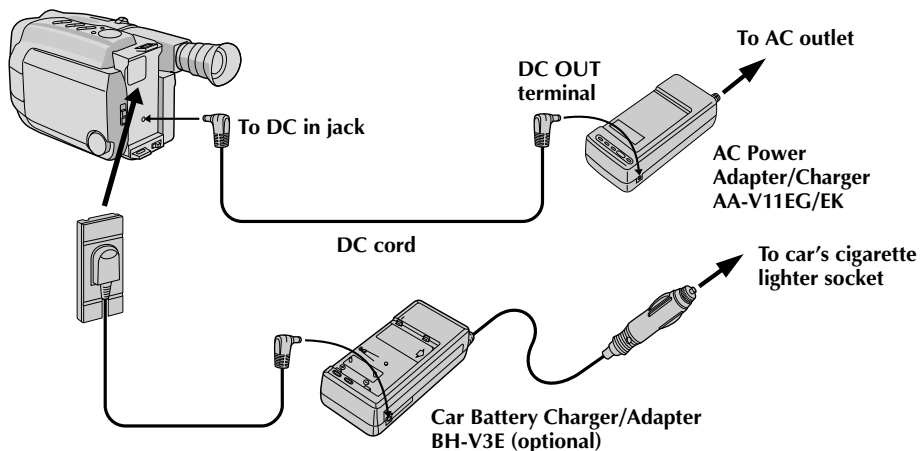 To AC outlet
DC OUT
terminal
To DC in jack
AC Power
Adapter/Charger
AA-V11EG/EK
DC cord
To car's cigarette
lighter socket
Car Battery Charger/Adapter
BH-V3E (optional)